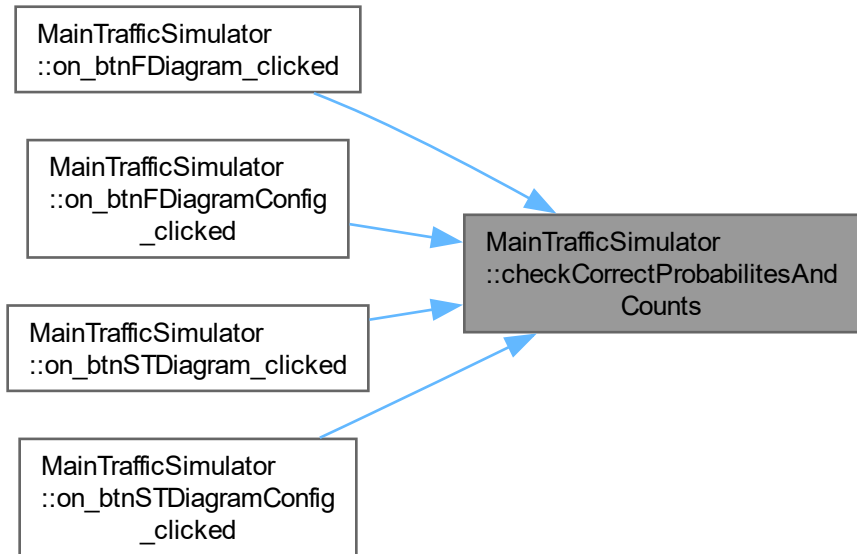 MainTrafficSimulator
::on_btnFDiagram_clicked
MainTrafficSimulator
::on_btnFDiagramConfig
_clicked
MainTrafficSimulator
::checkCorrectProbabilitesAnd
Counts
MainTrafficSimulator
::on_btnSTDiagram_clicked
MainTrafficSimulator
::on_btnSTDiagramConfig
_clicked